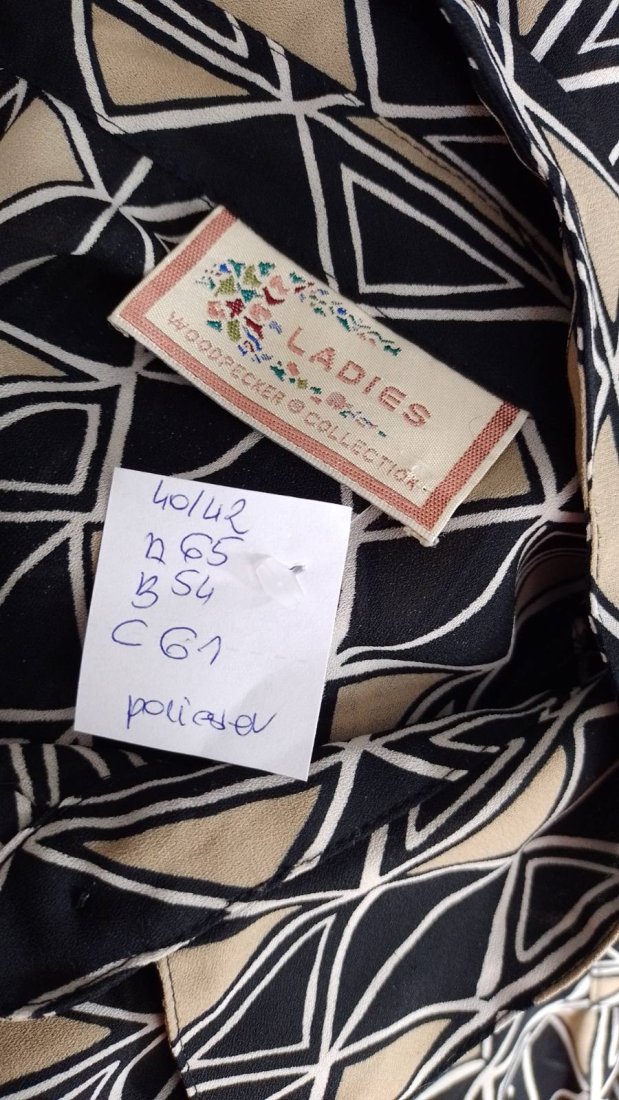 LADIES
WOODPECKER ® COLLECTION
40/42
D 65
B 54
C 61
poliester